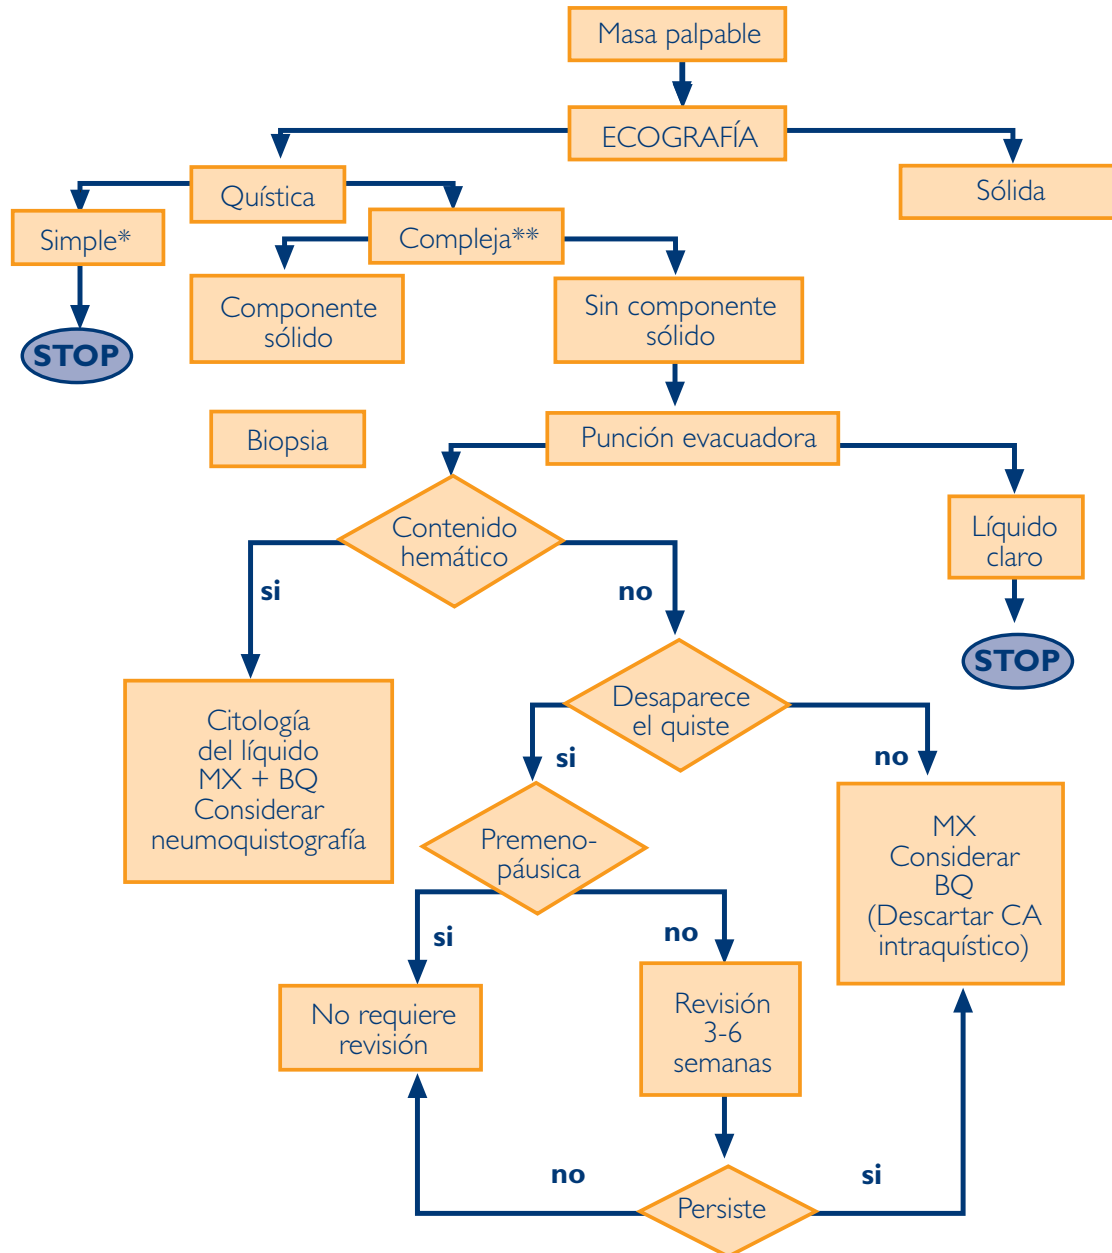 Masa palpable
ECOGRAFÍA
Quística
Sólida
Simple*
Compleja**
STOP
Componente
sólido
Sin componente
sólido
Biopsia
Punción evacuadora
Contenido
hemático
Líquido
claro
si
no
STOP
Citología
del líquido
MX + BQ
Considerar
neumoquistografía
Desaparece
el quiste
si
no
Premeno-
páusica
MX
Considerar
BQ
(Descartar CA
intraquístico)
si
no
No requiere
revisión
Revisión
3-6
semanas
no
si
Persiste